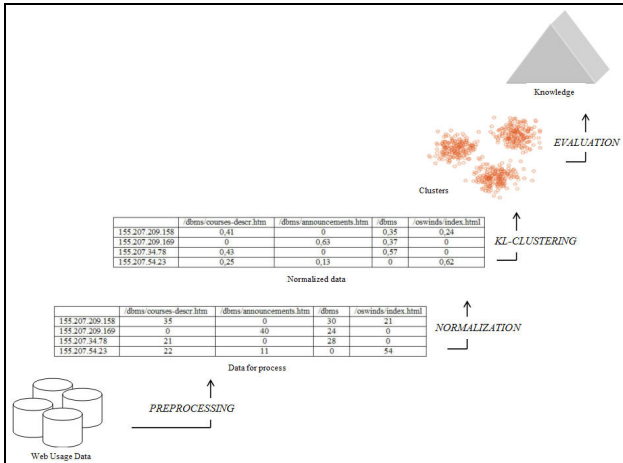 Knowledge
EVALUATION
Clusters
KL-CLUSTERING
/dbms/courses-descr.htm /dbms/announcements.htm /dbms /oswinds/index.html
155.207.209.158 0,41 0 0,35 0,24
155.207.209.169 0 0,63 0,37 0
155.207.34.78 0,43 0 0,57 0
155.207.54.23 0,25 0,13 0 0,62
Normalized data
NORMALIZATION
/dbms/courses-descr.htm /dbms/announcements.htm /dbms /oswinds/index.html
155.207.209.158 35 0 30 21
155.207.209.169 0 40 24 0
155.207.34.78 21 0 28 0
155.207.54.23 22 11 0 54
Data for process
PREPROCESSING
Web Usage Data